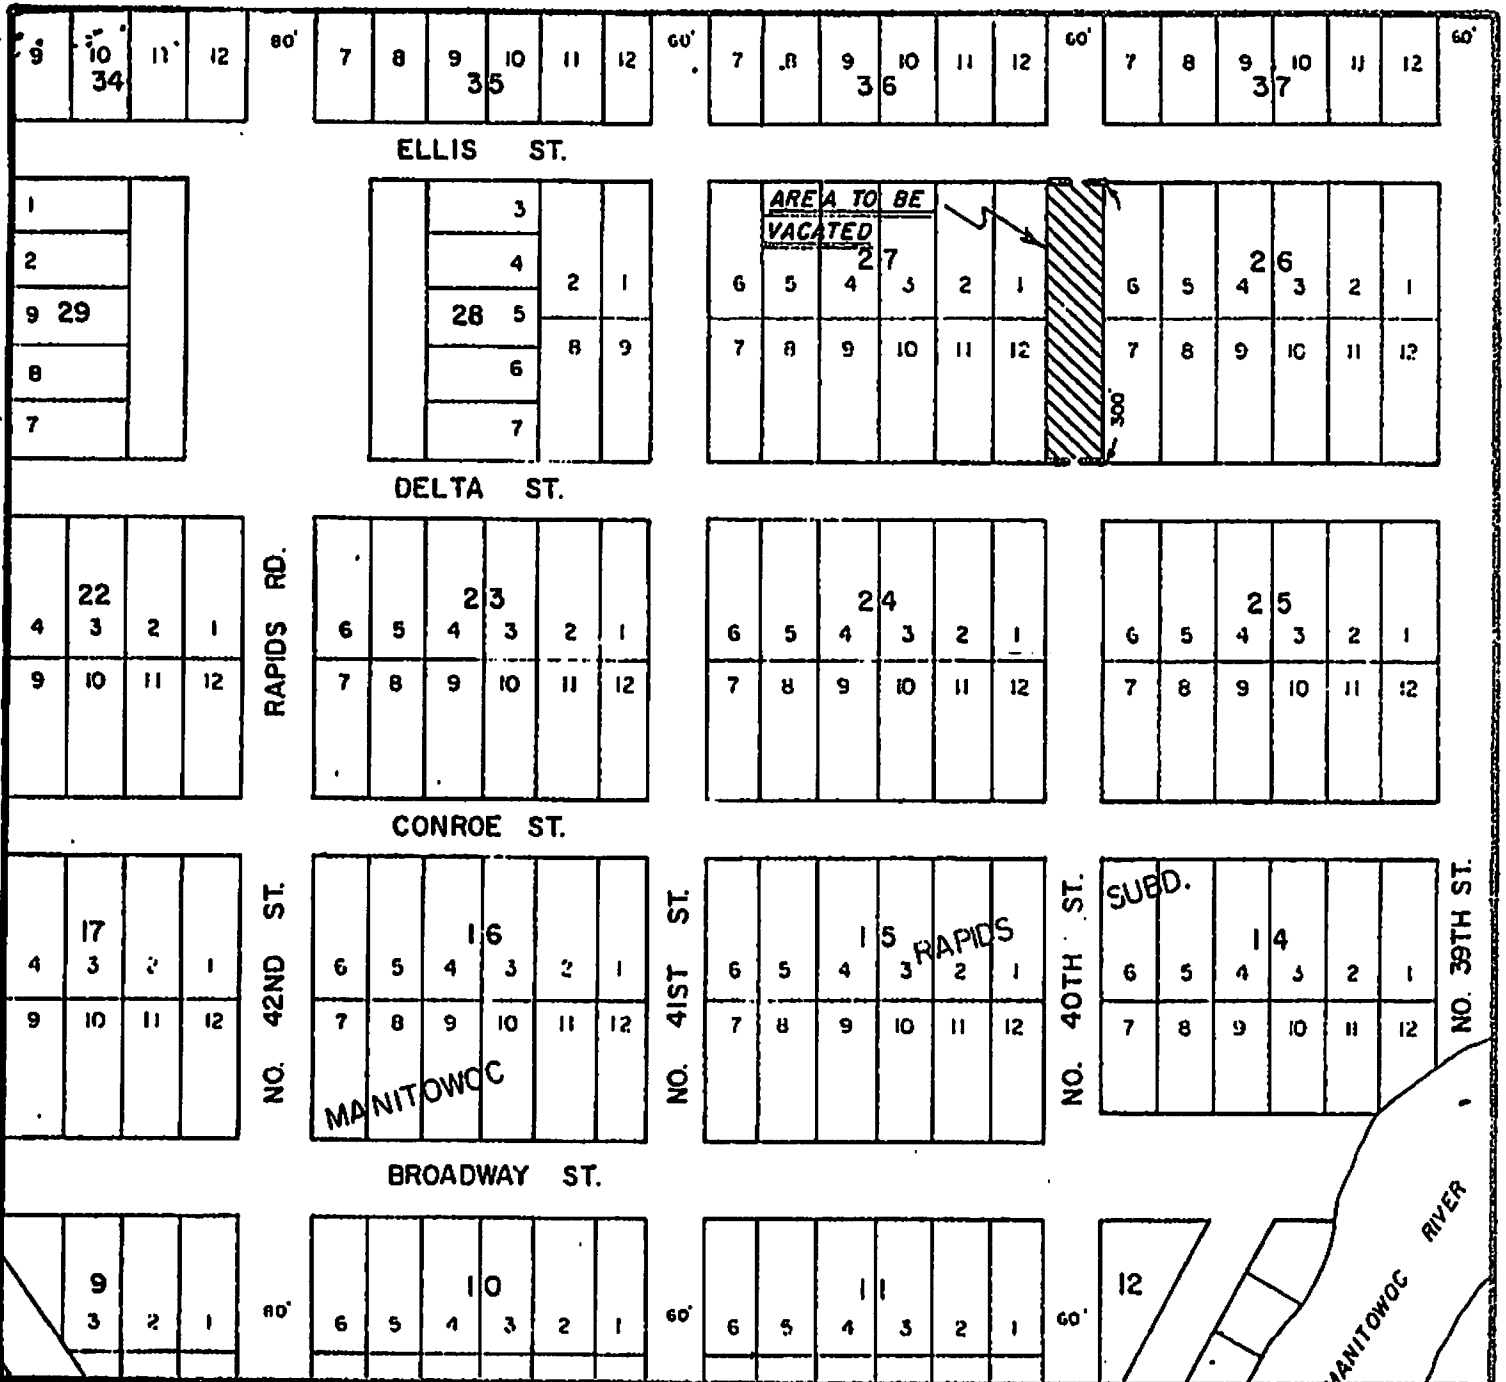 9 10 11 12 80' 7 8 9 10 11 12 60' 7 8 9 10 11 12 60' 7 8 9 10 11 12 60'
34 35 36 37
ELLIS ST.
1 3 AREA TO BE
2 4 VACATED
27 26
2 1 6 5 4 3 2 1 6 5 4 3 2 1
9 29 28 5
8 6 8 9 7 8 9 10 11 12 7 8 9 10 11 12
7 7 300'
DELTA ST.
22 23 24 25
4 3 2 1 6 5 4 3 2 1 6 5 4 3 2 1 6 5 4 3 2 1
9 10 11 12 7 8 9 10 11 12 7 8 9 10 11 12 7 8 9 10 11 12
RAPIDS RD.
CONROE ST.
17 16 15 14
4 3 2 1 6 5 4 3 2 1 6 5 4 3 2 1 6 5 4 3 2 1
9 10 11 12 7 8 9 10 11 12 7 8 9 10 11 12 7 8 9 10 11 12
NO. 42ND ST.
NO. 41ST ST.
NO. 40TH ST.
NO. 39TH ST.
MANITOWOC RAPIDS SUBD.
BROADWAY ST.
9 10 11 12
3 2 1 80' 6 5 4 3 2 1 60' 6 5 4 3 2 1 60'
MANITOWOC RIVER